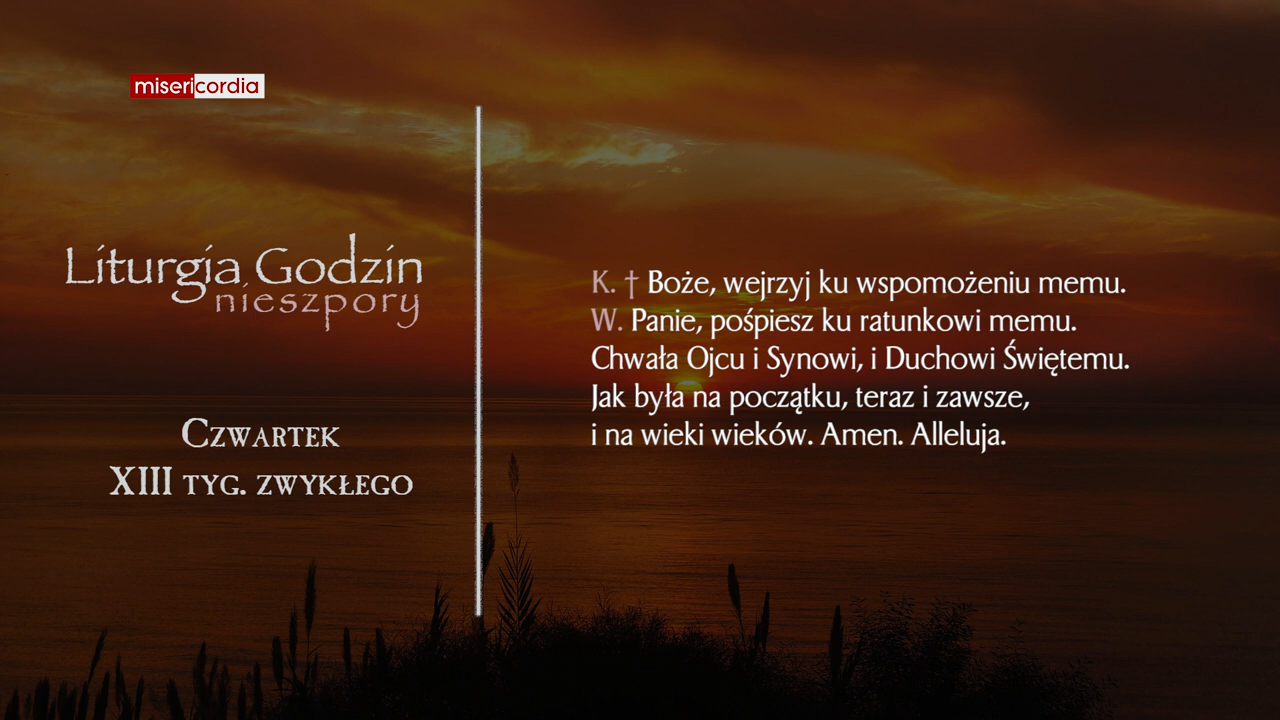 misericordia
Liturgia Godzin
nieszpory
Czwartek
XIII tyg. zwykłego
K. † Boże, wejrzyj ku wspomożeniu memu.
W. Panie, pośpiesz ku ratunkowi memu.
Chwała Ojcu i Synowi, i Duchowi Świętemu.
Jak była na początku, teraz i zawsze,
i na wieki wieków. Amen. Alleluja.